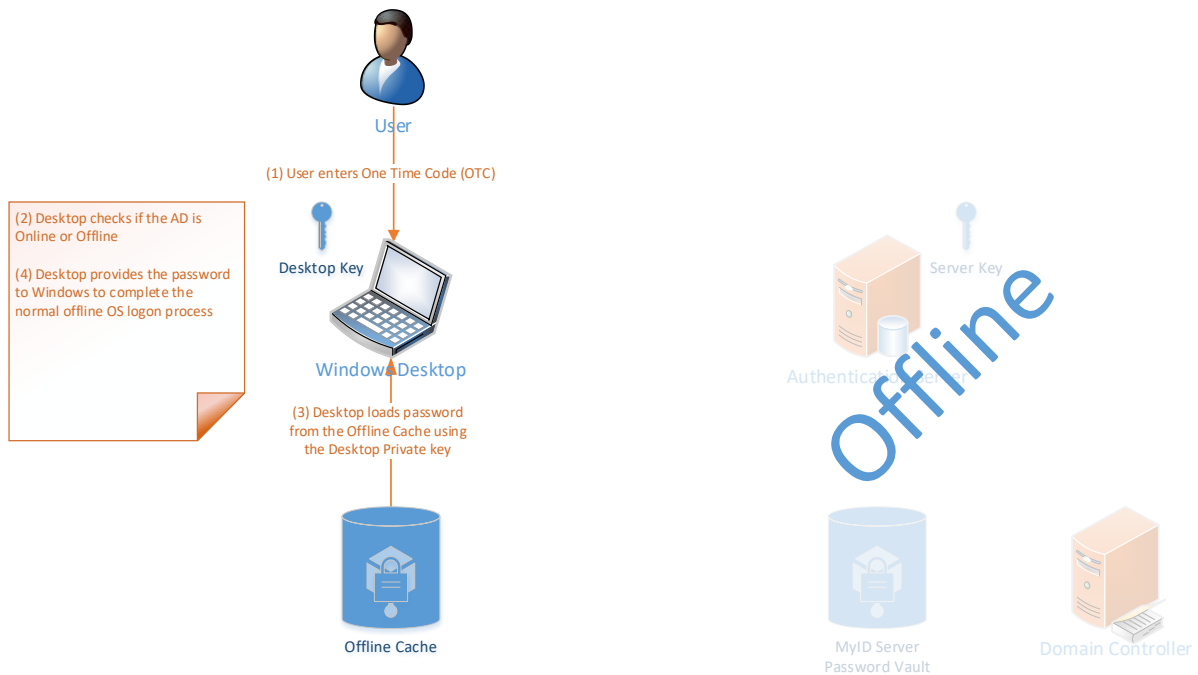 User
(1) User enters One Time Code (OTC)
(2) Desktop checks if the AD is
Online or Offline
(4) Desktop provides the password
to Windows to complete the
normal offline OS logon process
Desktop Key
Server Key
Windows Desktop
Authentication Server
Offline
(3) Desktop loads password
from the Offline Cache using
the Desktop Private key
Offline Cache
MyID Server
Password Vault
Domain Controller